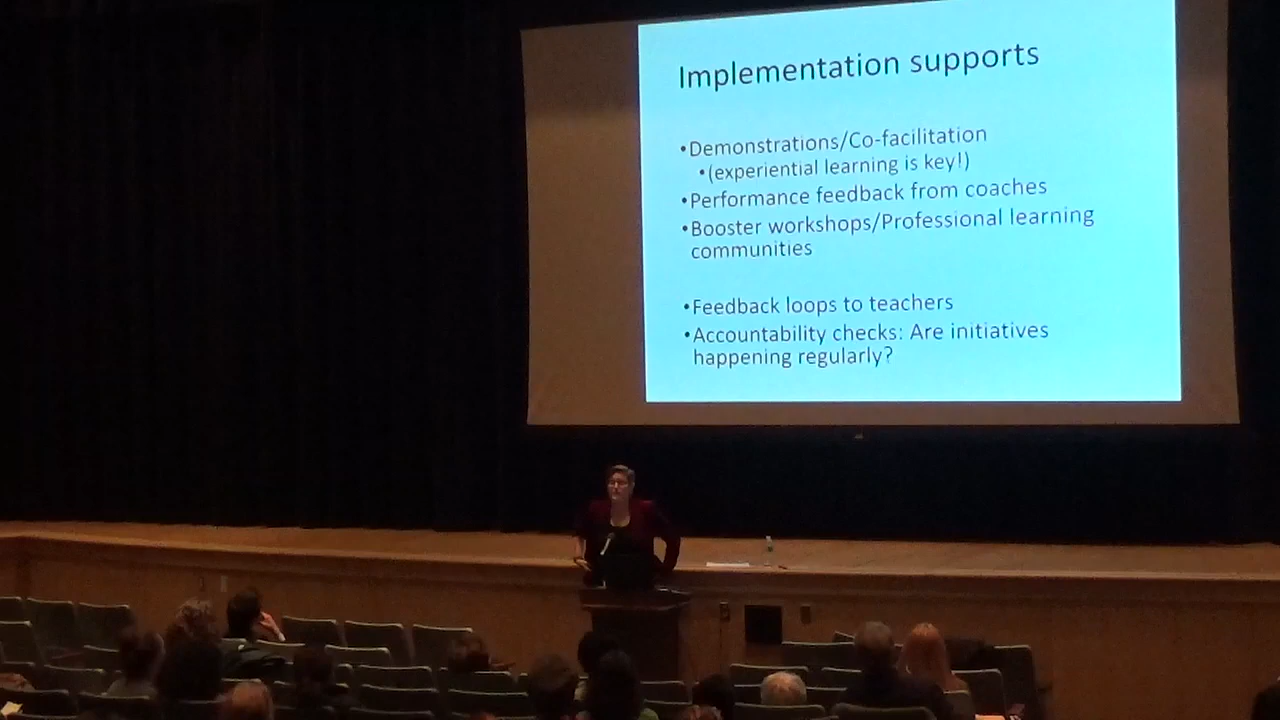 Implementation supports
•Demonstrations/Co-facilitation
•(experiential learning is key!)
•Performance feedback from coaches
•Booster workshops/Professional learning
communities
•Feedback loops to teachers
•Accountability checks: Are initiatives
happening regularly?